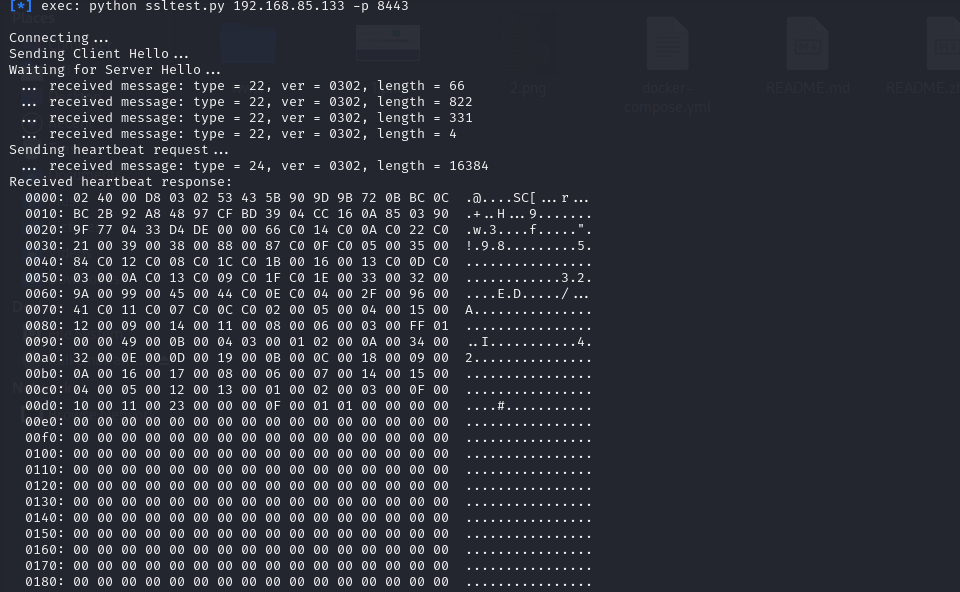 [*] exec: python ssltest.py 192.168.85.133 -p 8443
Connecting...
Sending Client Hello...
Waiting for Server Hello...
... received message: type = 22, ver = 0302, length = 66
... received message: type = 22, ver = 0302, length = 822
... received message: type = 22, ver = 0302, length = 331
... received message: type = 22, ver = 0302, length = 4
Sending heartbeat request...
... received message: type = 24, ver = 0302, length = 16384
Received heartbeat response:
0000: 02 40 00 D8 03 02 53 43 5B 90 9D 9B 72 0B BC 0C .@....SC[...r...
0010: BC 2B 92 A8 48 97 CF BD 39 04 CC 16 0A 85 03 90 .+..H...9.......
0020: 9F 77 04 33 D4 DE 00 00 66 C0 14 C0 0A C0 22 C0 .w.3....f.....".
0030: 21 00 39 00 38 00 88 00 87 C0 0F C0 05 00 35 00 !.9.8.........5.
0040: 84 C0 12 C0 08 C0 1C C0 1B 00 16 00 13 C0 0D C0 ................
0050: 03 00 0A C0 13 C0 09 C0 1F C0 1E 00 33 00 32 00 ............3.2.
0060: 9A 00 99 00 45 00 44 C0 0E C0 04 00 2F 00 96 00 ....E.D...../...
0070: 41 C0 11 C0 07 C0 0C C0 02 00 05 00 04 00 15 00 A...............
0080: 12 00 09 00 14 00 11 00 08 00 06 00 03 00 FF 01 ................
0090: 00 00 49 00 0B 00 04 03 00 01 02 00 0A 00 34 00 ..I...........4.
00a0: 32 00 0E 00 0D 00 19 00 0B 00 0C 00 18 00 09 00 2...............
00b0: 0A 00 16 00 17 00 08 00 06 00 07 00 14 00 15 00 ................
00c0: 04 00 05 00 12 00 13 00 01 00 02 00 03 00 0F 00 ................
00d0: 10 00 11 00 23 00 00 00 0F 00 01 01 00 00 00 00 ....#...........
00e0: 00 00 00 00 00 00 00 00 00 00 00 00 00 00 00 00 ................
00f0: 00 00 00 00 00 00 00 00 00 00 00 00 00 00 00 00 ................
0100: 00 00 00 00 00 00 00 00 00 00 00 00 00 00 00 00 ................
0110: 00 00 00 00 00 00 00 00 00 00 00 00 00 00 00 00 ................
0120: 00 00 00 00 00 00 00 00 00 00 00 00 00 00 00 00 ................
0130: 00 00 00 00 00 00 00 00 00 00 00 00 00 00 00 00 ................
0140: 00 00 00 00 00 00 00 00 00 00 00 00 00 00 00 00 ................
0150: 00 00 00 00 00 00 00 00 00 00 00 00 00 00 00 00 ................
0160: 00 00 00 00 00 00 00 00 00 00 00 00 00 00 00 00 ................
0170: 00 00 00 00 00 00 00 00 00 00 00 00 00 00 00 00 ................
0180: 00 00 00 00 00 00 00 00 00 00 00 00 00 00 00 00 ................
Places
2.png
docker-
compose.yml
README.md